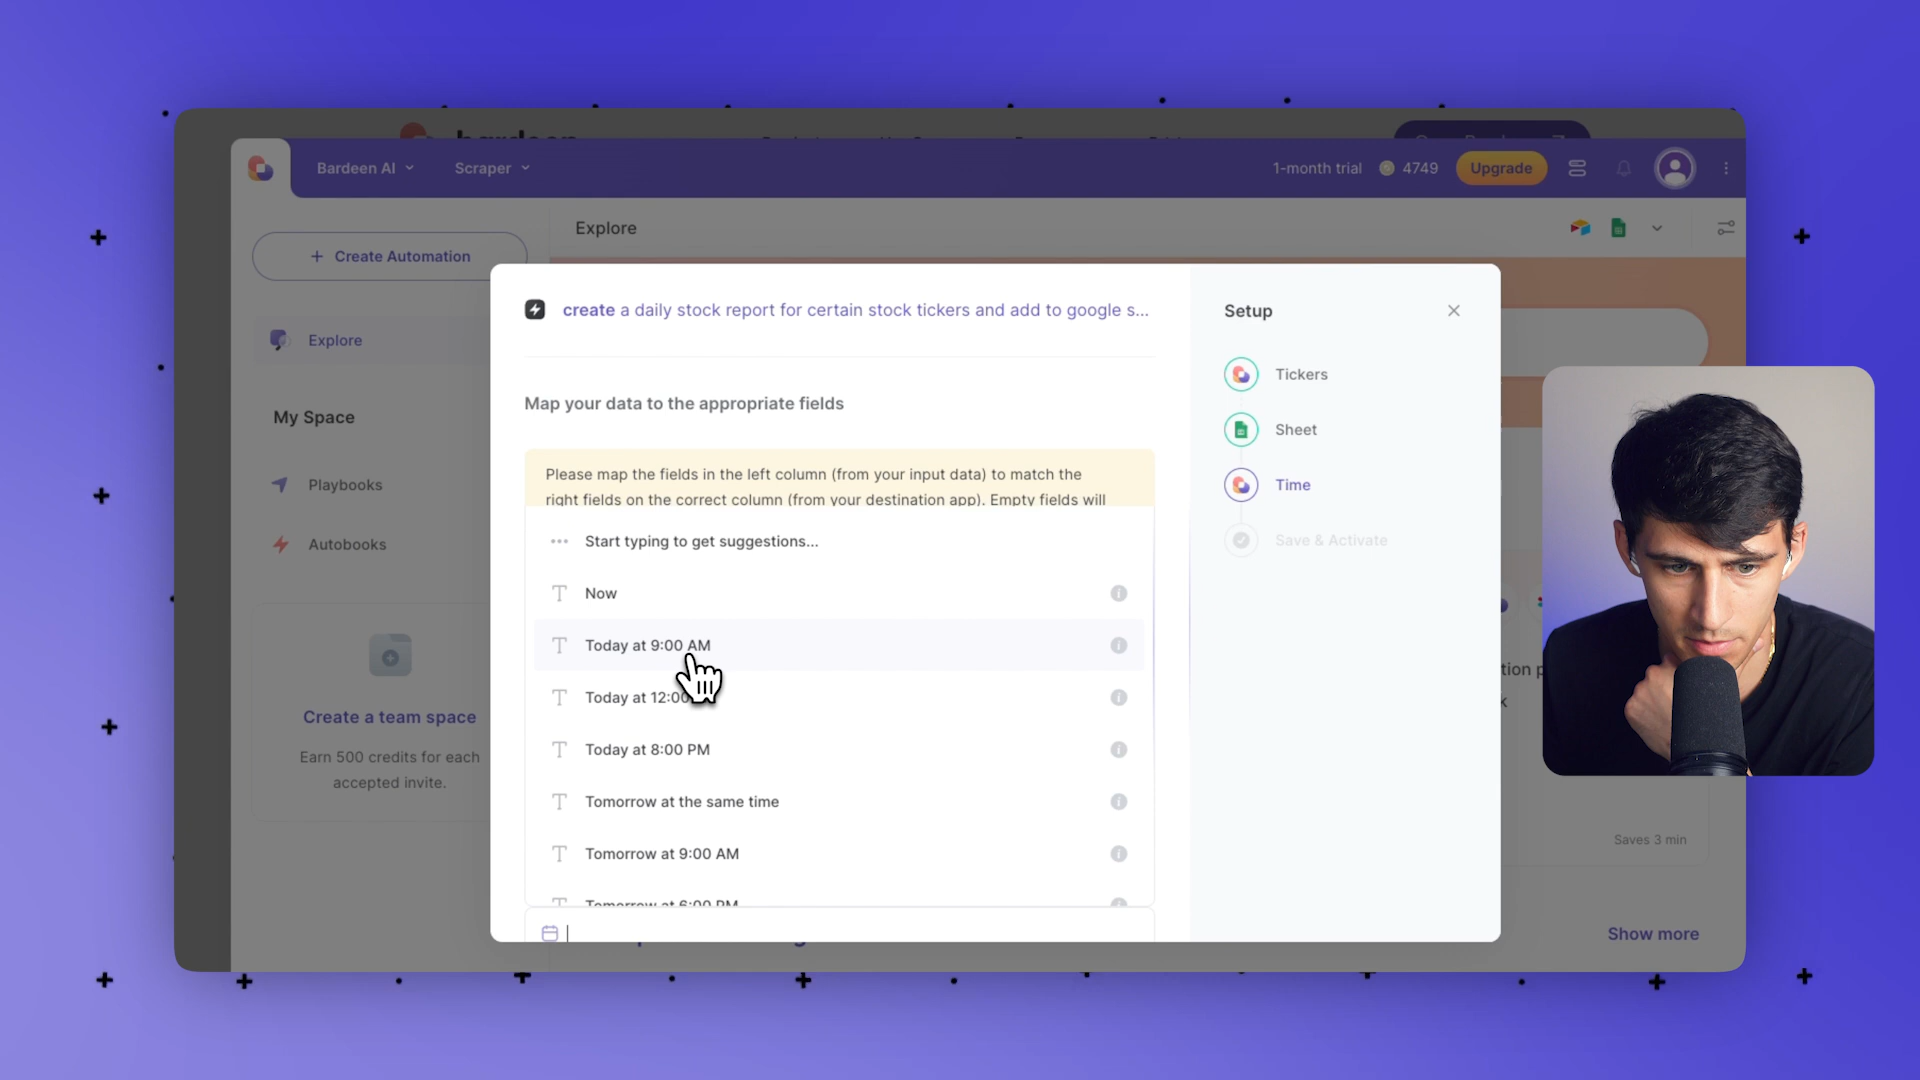 Bardeen AI
Scraper
1-month trial
4749
Upgrade
Explore
+ Create Automation
Explore
My Space
Playbooks
Autobooks
Create a team space
Earn 500 credits for each
accepted invite.
create a daily stock report for certain stock tickers and add to google s...
Map your data to the appropriate fields
Please map the fields in the left column (from your input data) to match the
right fields on the correct column (from your destination app). Empty fields will
Start typing to get suggestions...
Now
Today at 9:00 AM
Today at 12:00
Today at 8:00 PM
Tomorrow at the same time
Tomorrow at 9:00 AM
Tomorrow at 6:00 PM
Setup
Tickers
Sheet
Time
Save & Activate
Saves 3 min
Show more